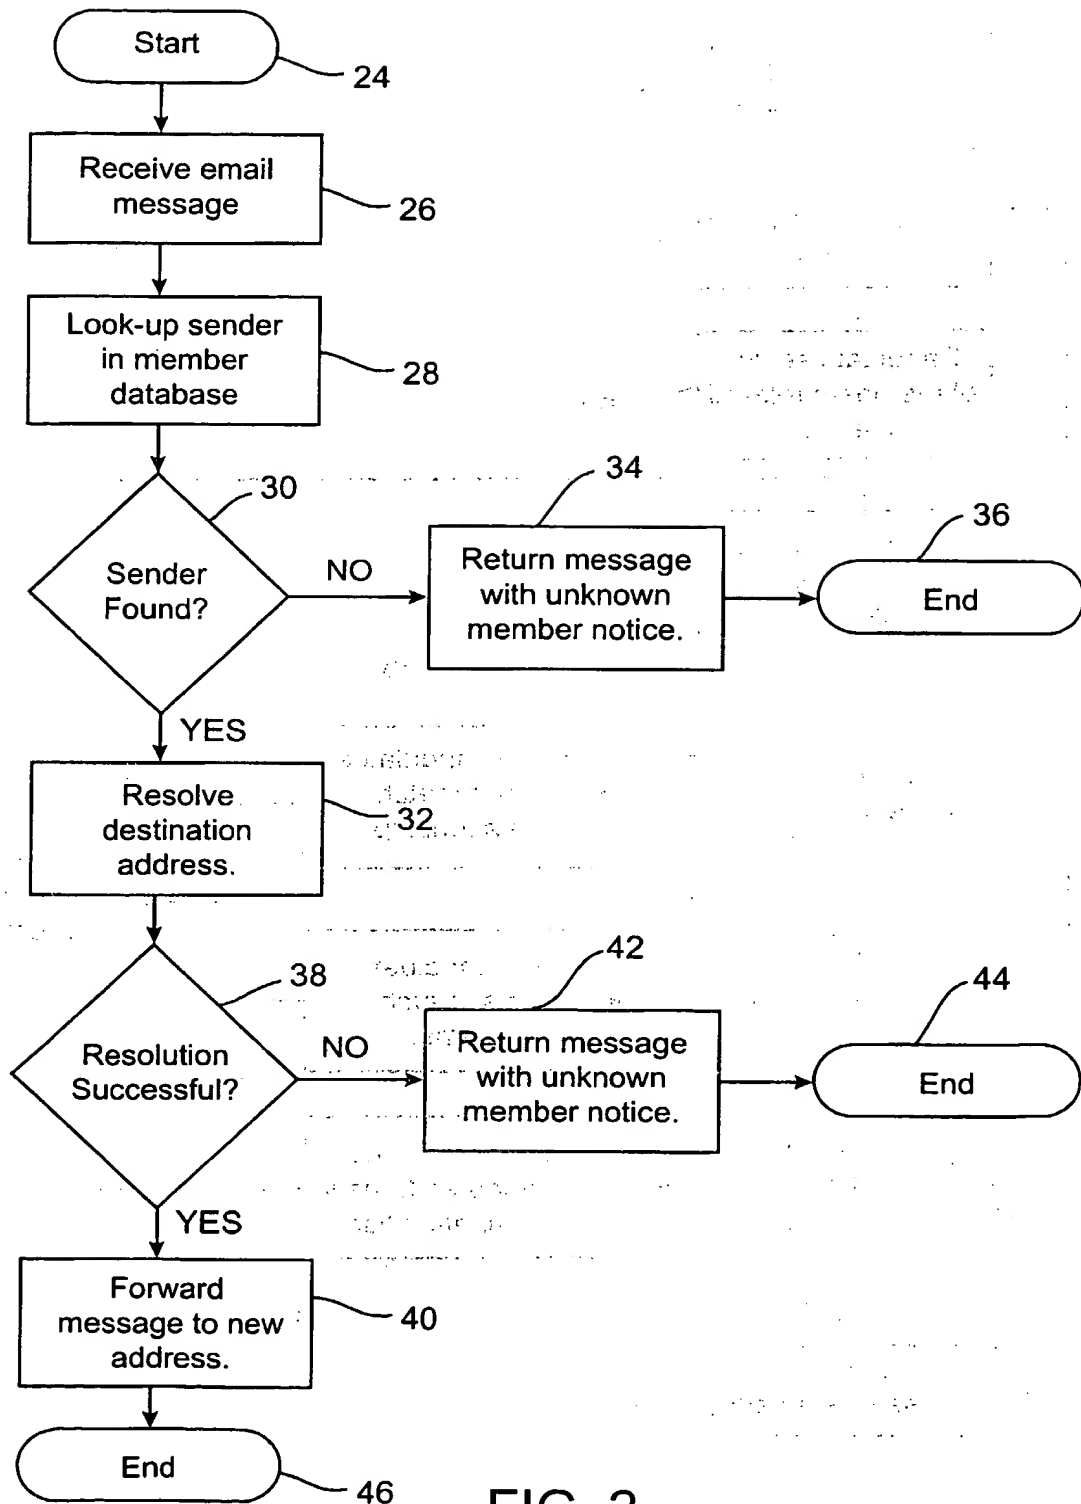 Start
24
Receive email
message
26
Look-up sender
in member
database
28
30
Sender
Found?
NO
34
Return message
with unknown
member notice.
36
End
YES
Resolve
destination
address.
32
38
Resolution
Successful?
NO
42
Return message
with unknown
member notice.
44
End
YES
Forward
message to new
address.
40
End
46
FIG.